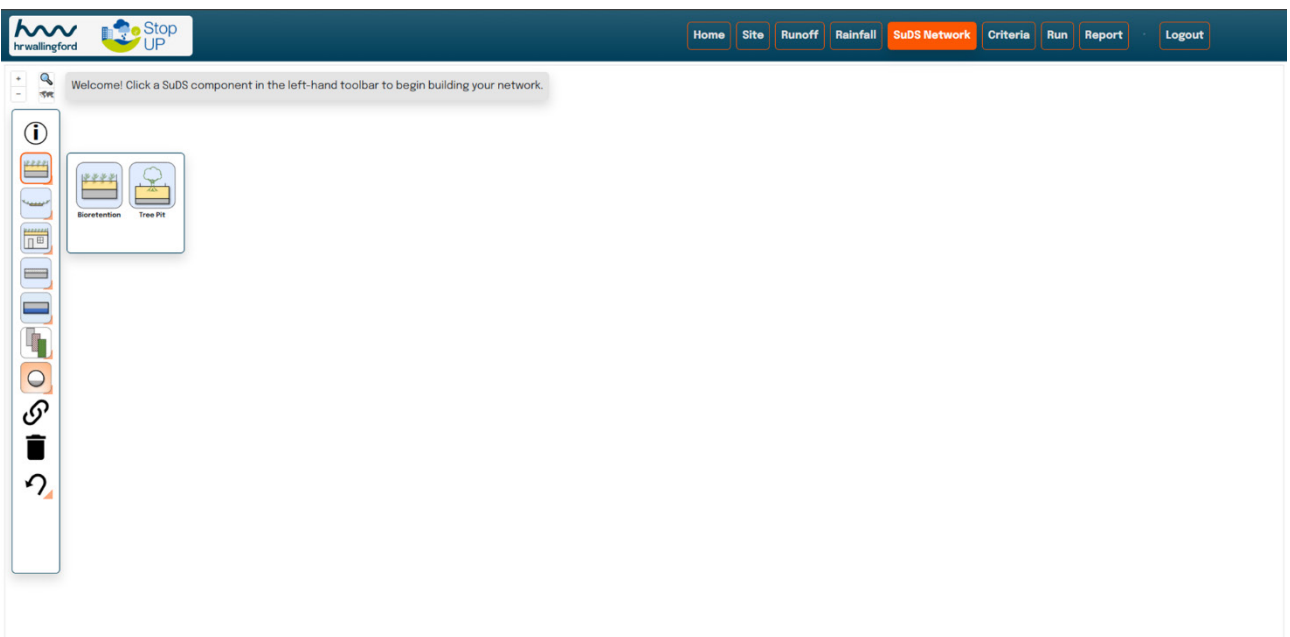 hrwallingford
Stop
UP
Home Site Runoff Rainfall SuDS Network Criteria Run Report Logout
+
−
Welcome! Click a SuDS component in the left-hand toolbar to begin building your network.
i
Bioretention Tree Pit